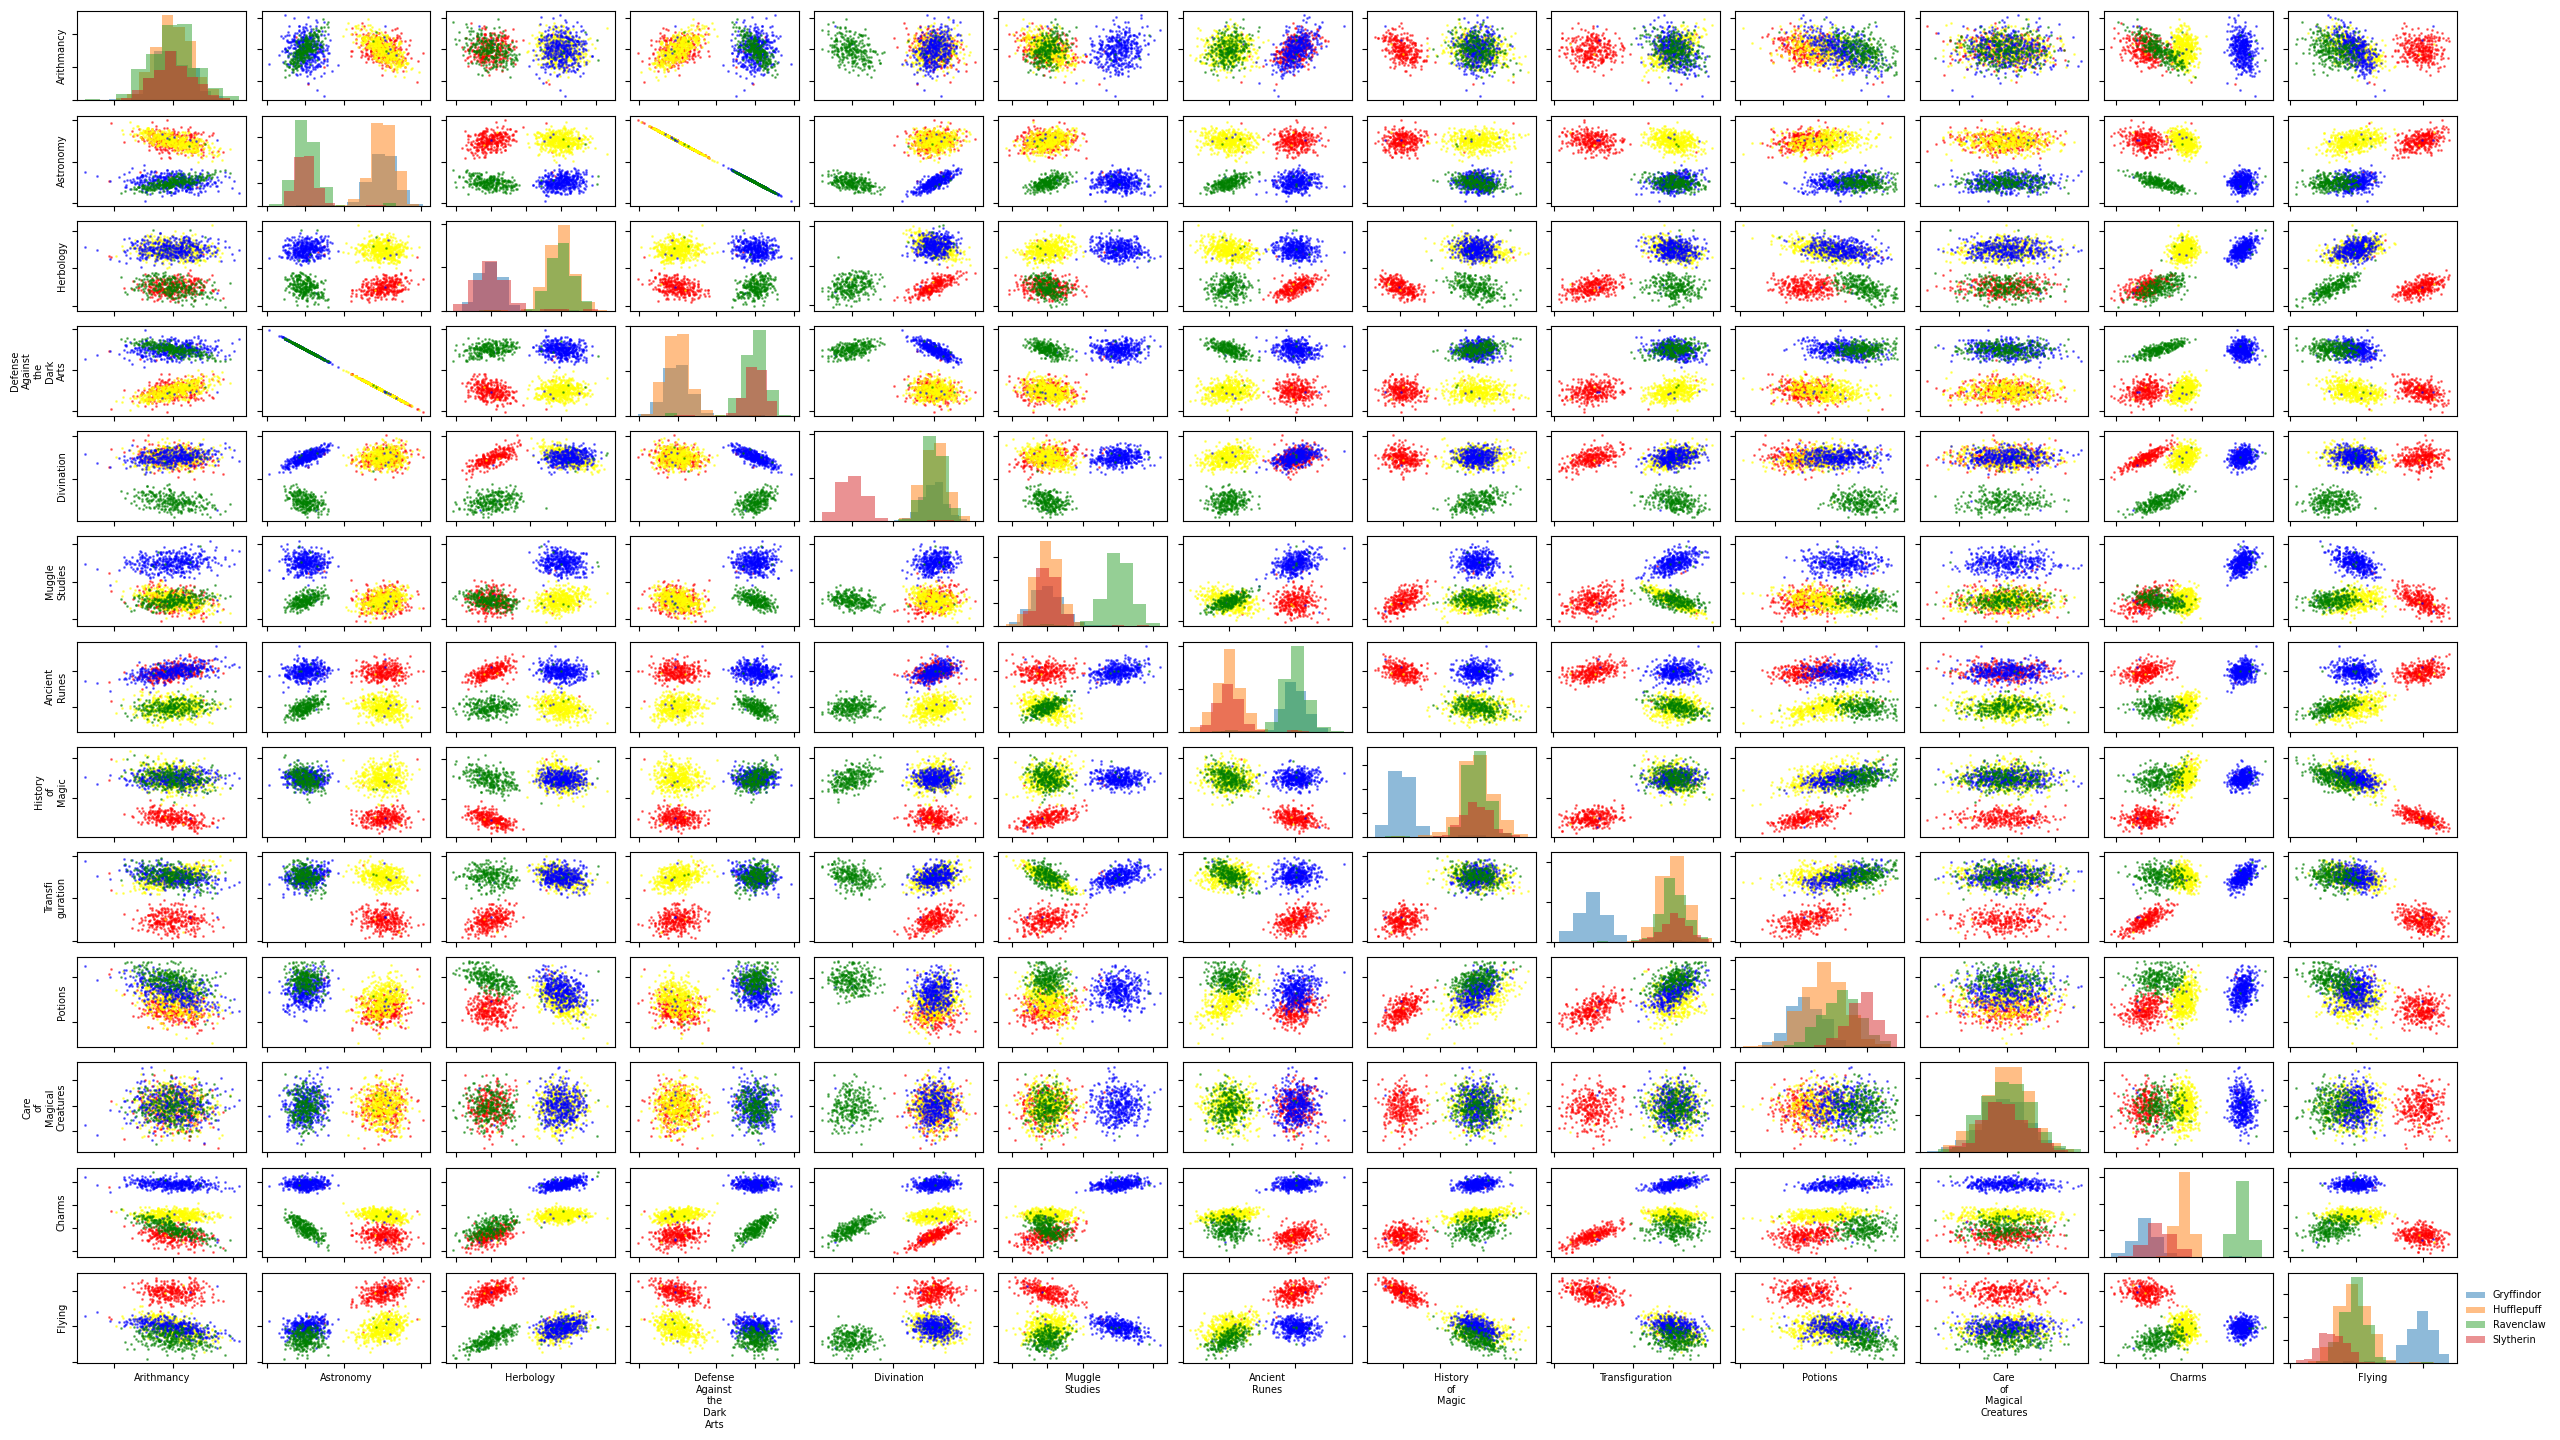 Arithmancy
Astronomy
Herbology
Defense
Against
the
Dark
Arts
Divination
Muggle
Studies
Ancient
Runes
History
of
Magic
Transfi
guration
Potions
Care
of
Magical
Creatures
Charms
Flying
Gryffindor
Hufflepuff
Ravenclaw
Slytherin
Arithmancy
Astronomy
Herbology
Defense
Against
the
Dark
Arts
Divination
Muggle
Studies
Ancient
Runes
History
of
Magic
Transfiguration
Potions
Care
of
Magical
Creatures
Charms
Flying